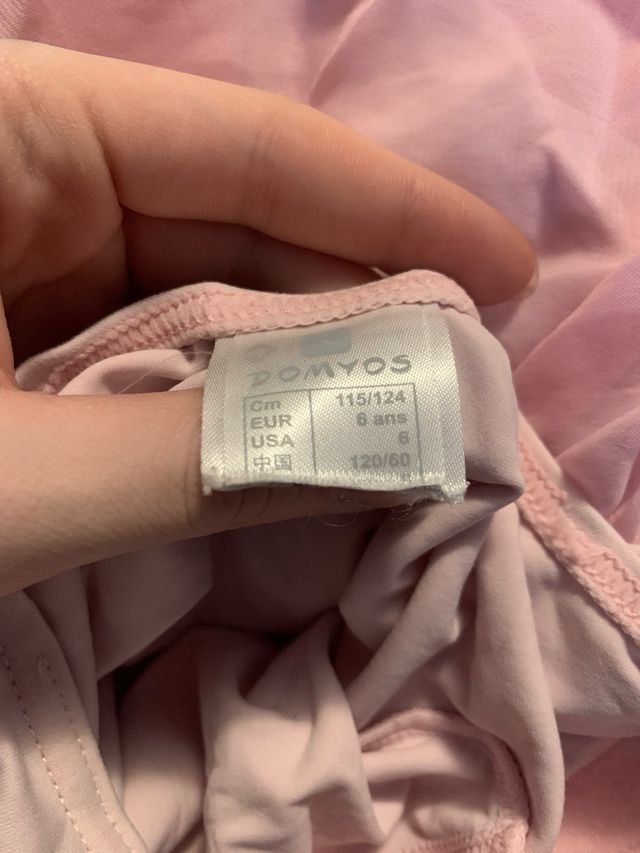 DOMYOS
Cm 115/124
EUR 6 ans
USA 6
中国 120/60